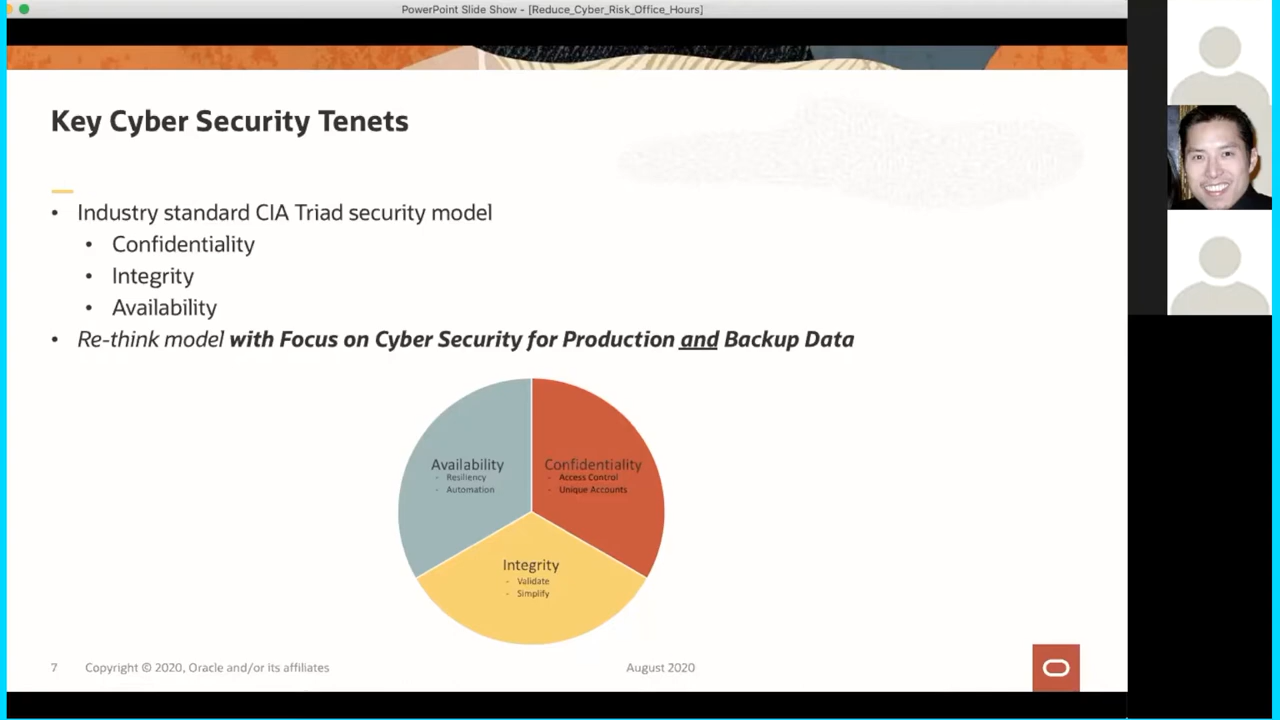 PowerPoint Slide Show - [Reduce_Cyber_Risk_Office_Hours]
Key Cyber Security Tenets
• Industry standard CIA Triad security model
• Confidentiality
• Integrity
• Availability
• Re-think model with Focus on Cyber Security for Production and Backup Data
Availability
- Resiliency
- Automation
Confidentiality
- Access Control
- Unique Accounts
Integrity
- Validate
- Simplify
7 Copyright © 2020, Oracle and/or its affiliates August 2020